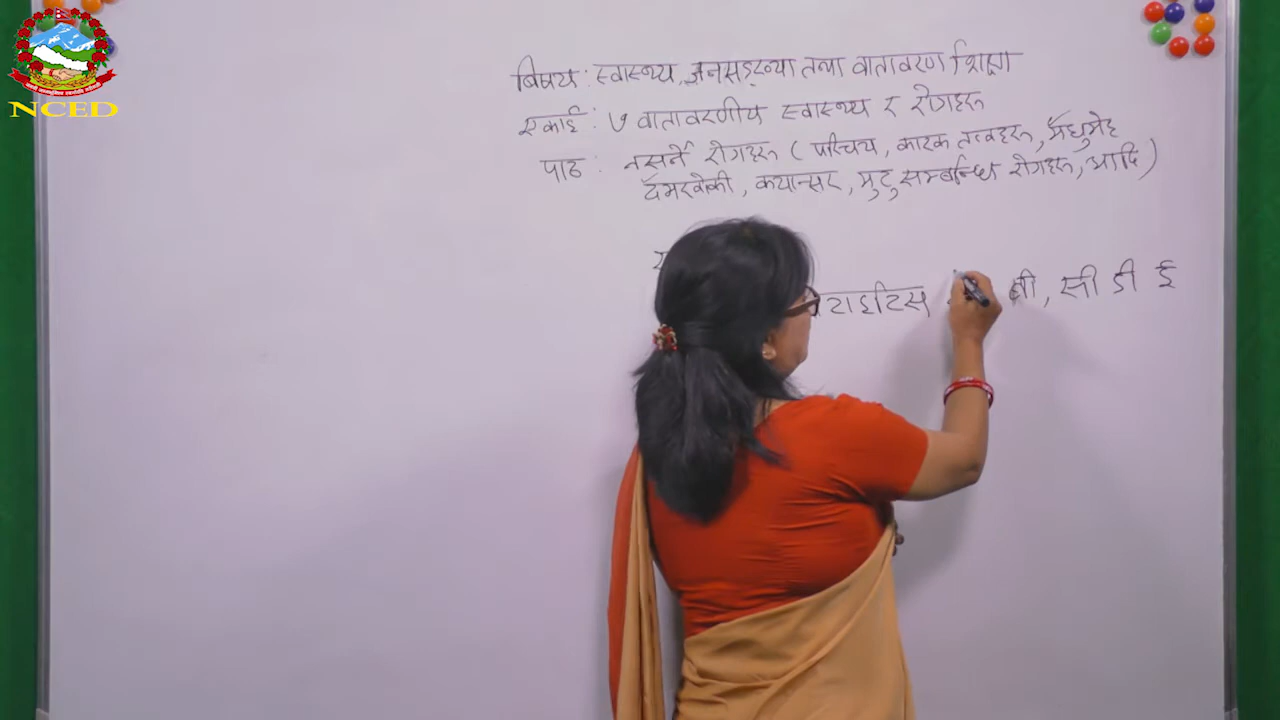 NCED
बिषय : स्वास्थ्य, जनसङ्ख्या तथा वातावरण शिक्षा
एकाई : ७ वातावरणीय स्वास्थ्य र रोगहरू
पाठ : नसर्ने रोगहरू ( परिचय, कारक तत्वहरू, मधुमेह
दमखोकी, क्यान्सर, मुटु सम्बन्धि रोगहरू, आदि )
टाइटिस बी, सी डी ई